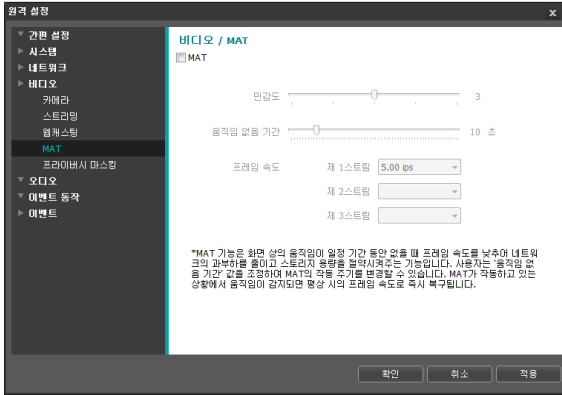 원격 설정
x
간편 설정
시스템
네트워크
비디오
카메라
스트리밍
웹캐스팅
MAT
프라이버시 마스킹
오디오
이벤트 동작
이벤트
비디오 / MAT
MAT
민감도 3
움직임 없음 기간 10 초
프레임 속도 제 1스트림 5.00 ips
제 2스트림
제 3스트림
*MAT 기능은 화면 상의 움직임이 일정 기간 동안 없을 때 프레임 속도를 낮추어 네트워
크의 과부하를 줄이고 스토리지 용량을 절약시켜주는 기능입니다. 사용자는 '움직임 없
음 기간' 값을 조정하여 MAT의 작동 주기를 변경할 수 있습니다. MAT가 작동하고 있는
상황에서 움직임이 감지되면 평상 시의 프레임 속도로 즉시 복구됩니다.
확인 취소 적용